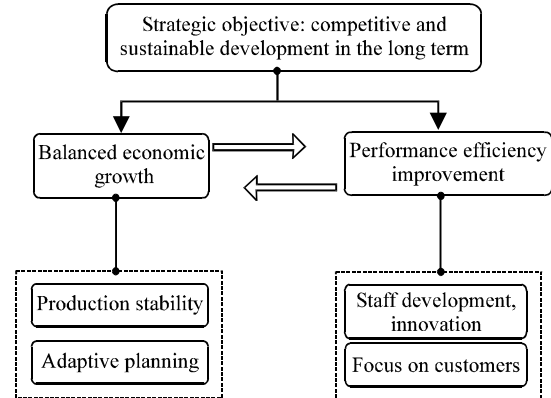 Strategic objective: competitive and
sustainable development in the long term
Balanced economic
growth
Performance efficiency
improvement
Production stability
Adaptive planning
Staff development,
innovation
Focus on customers